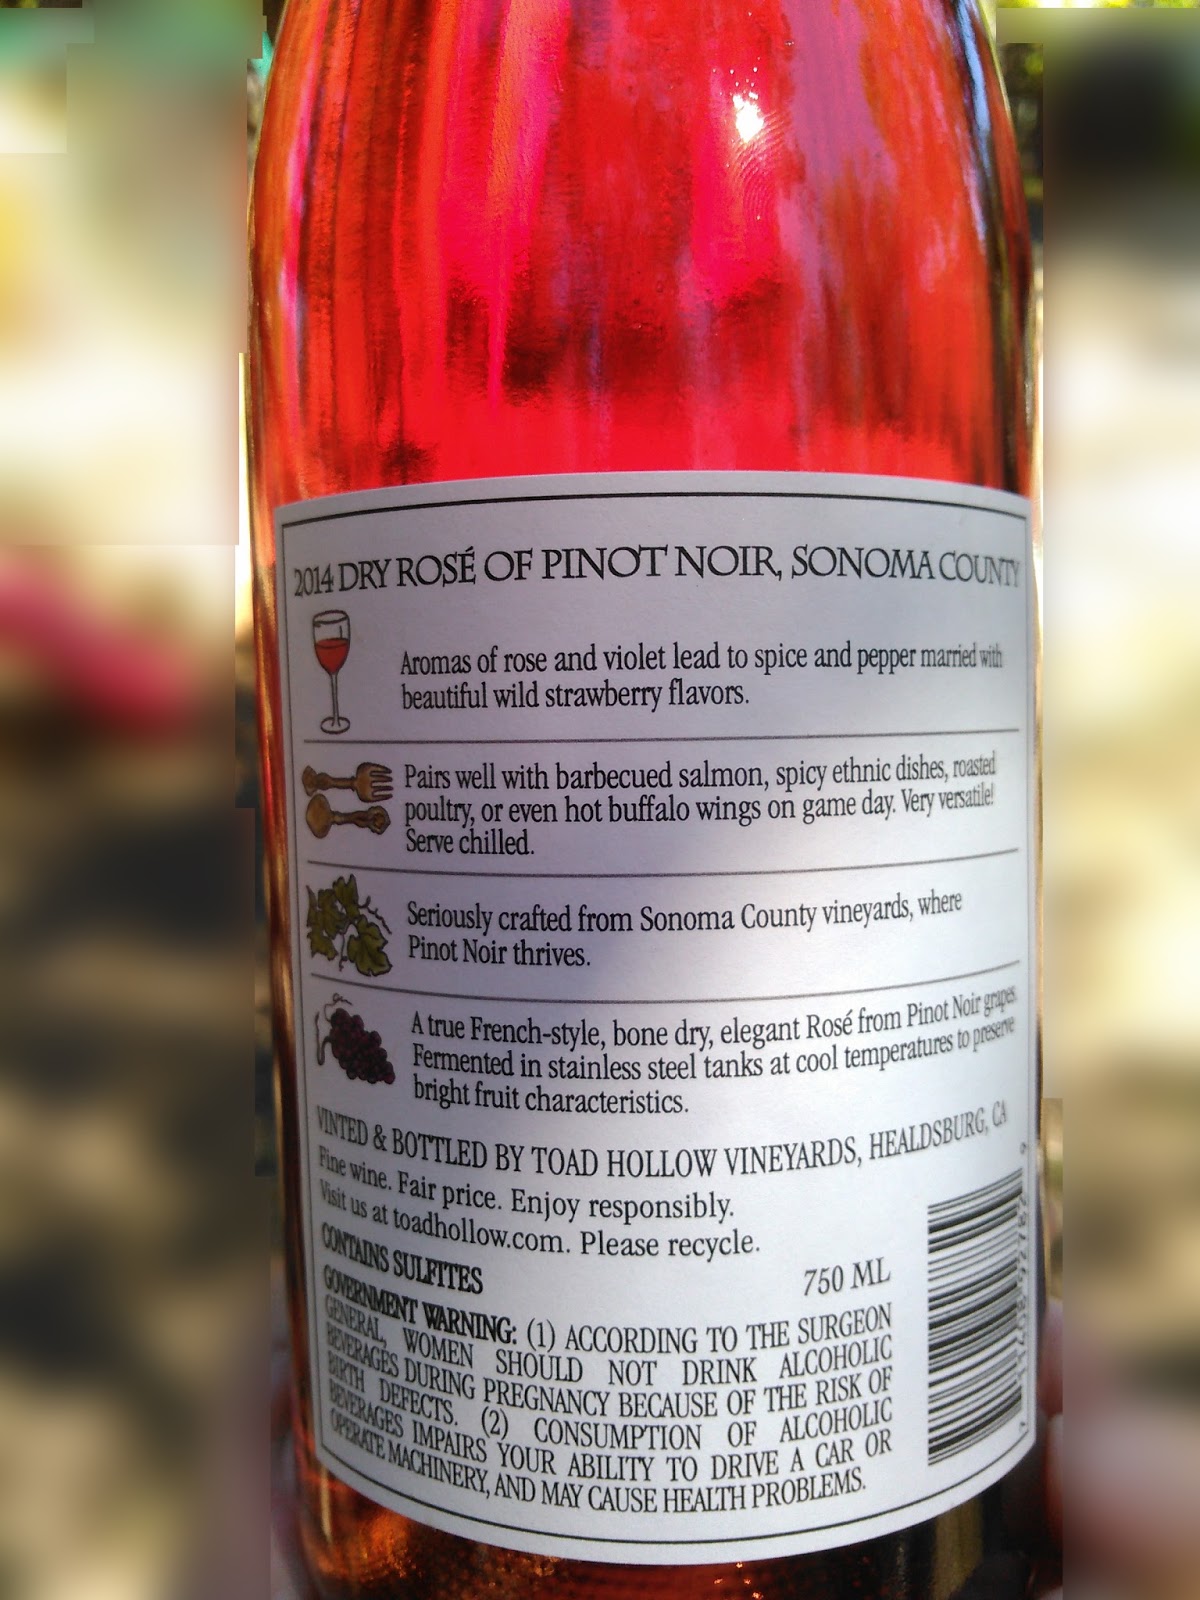 2014 DRY ROSÉ OF PINOT NOIR, SONOMA COUNTY
Aromas of rose and violet lead to spice and pepper married with
beautiful wild strawberry flavors.
Pairs well with barbecued salmon, spicy ethnic dishes, roasted
poultry, or even hot buffalo wings on game day. Very versatile!
Serve chilled.
Seriously crafted from Sonoma County vineyards, where
Pinot Noir thrives.
A true French-style, bone dry, elegant Rosé from Pinot Noir grapes.
Fermented in stainless steel tanks at cool temperatures to preserve
bright fruit characteristics.
VINTED & BOTTLED BY TOAD HOLLOW VINEYARDS, HEALDSBURG, CA
Fine wine. Fair price. Enjoy responsibly.
Visit us at toadhollow.com. Please recycle.
CONTAINS SULFITES
750 ML
GOVERNMENT WARNING: (1) ACCORDING TO THE SURGEON
GENERAL, WOMEN SHOULD NOT DRINK ALCOHOLIC
BEVERAGES DURING PREGNANCY BECAUSE OF THE RISK OF
BIRTH DEFECTS. (2) CONSUMPTION OF ALCOHOLIC
BEVERAGES IMPAIRS YOUR ABILITY TO DRIVE A CAR OR
OPERATE MACHINERY, AND MAY CAUSE HEALTH PROBLEMS.